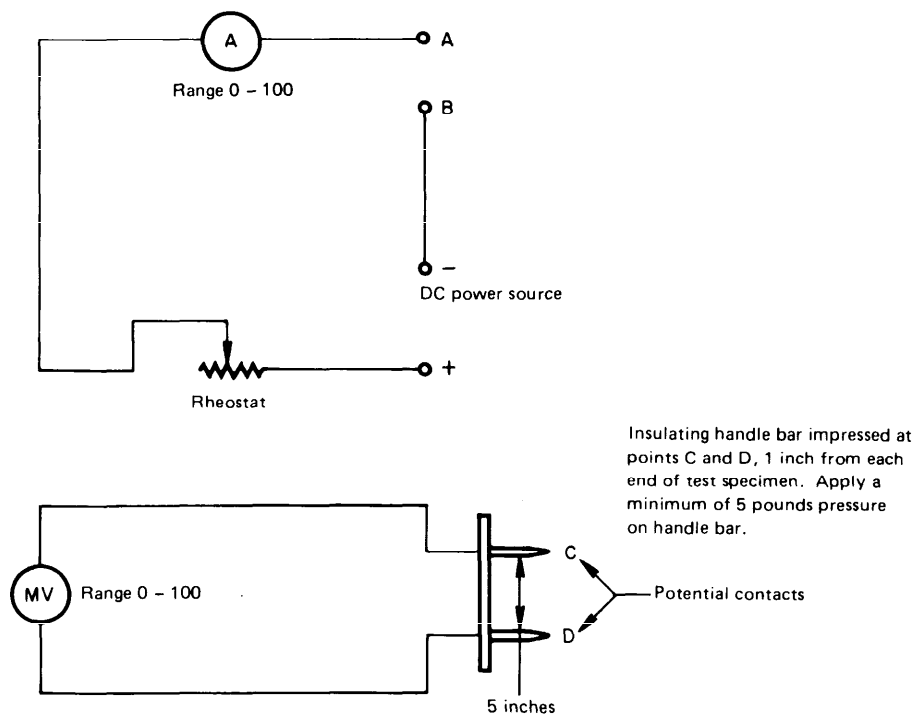 A
A
Range 0 – 100
B
–
DC power source
+
Rheostat
Insulating handle bar impressed at
points C and D, 1 inch from each
end of test specimen. Apply a
minimum of 5 pounds pressure
on handle bar.
C
MV
Range 0 – 100
Potential contacts
D
5 inches